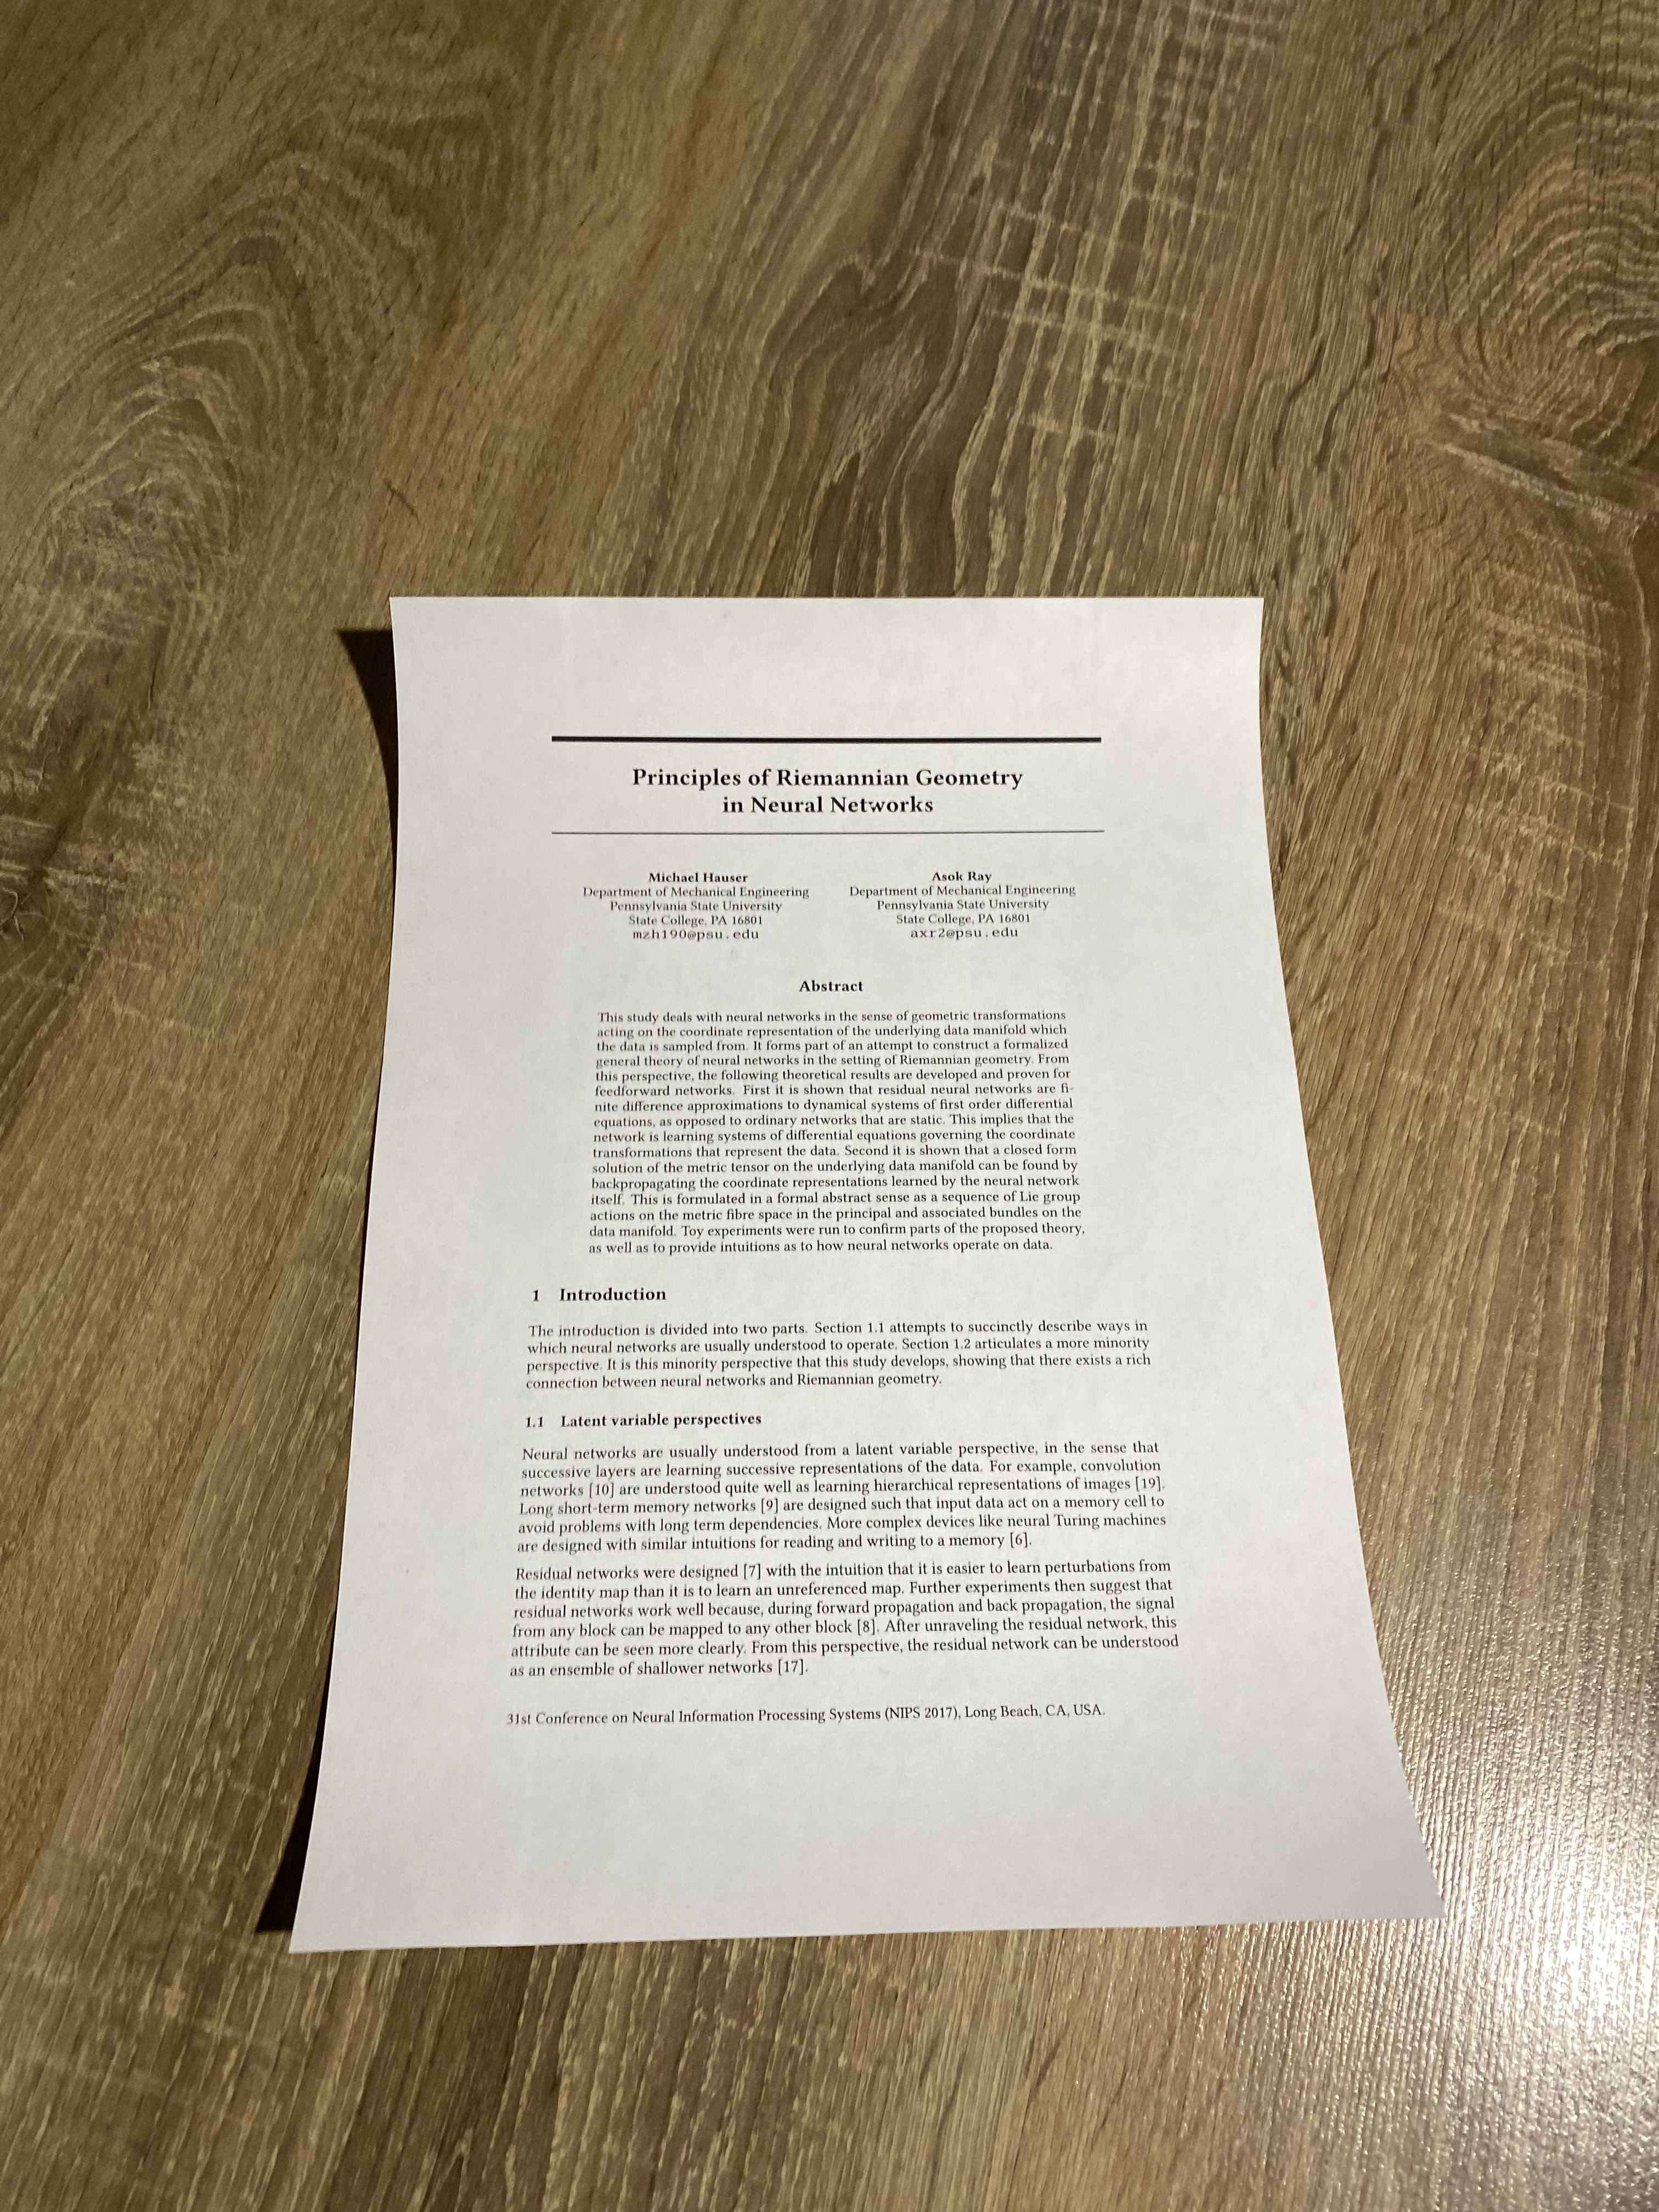 Principles of Riemannian Geometry
in Neural Networks
Michael Hauser
Department of Mechanical Engineering
Pennsylvania State University
State College, PA 16801
mzh190@psu.edu
Asok Ray
Department of Mechanical Engineering
Pennsylvania State University
State College, PA 16801
axr2@psu.edu
Abstract
This study deals with neural networks in the sense of geometric transformations
acting on the coordinate representation of the underlying data manifold which
the data is sampled from. It forms part of an attempt to construct a formalized
general theory of neural networks in the setting of Riemannian geometry. From
this perspective, the following theoretical results are developed and proven for
feedforward networks. First it is shown that residual neural networks are fi-
nite difference approximations to dynamical systems of first order differential
equations, as opposed to ordinary networks that are static. This implies that the
network is learning systems of differential equations governing the coordinate
transformations that represent the data. Second it is shown that a closed form
solution of the metric tensor on the underlying data manifold can be found by
backpropagating the coordinate representations learned by the neural network
itself. This is formulated in a formal abstract sense as a sequence of Lie group
actions on the metric fibre space in the principal and associated bundles on the
data manifold. Toy experiments were run to confirm parts of the proposed theory,
as well as to provide intuitions as to how neural networks operate on data.
1 Introduction
The introduction is divided into two parts. Section 1.1 attempts to succinctly describe ways in
which neural networks are usually understood to operate. Section 1.2 articulates a more minority
perspective. It is this minority perspective that this study develops, showing that there exists a rich
connection between neural networks and Riemannian geometry.
1.1 Latent variable perspectives
Neural networks are usually understood from a latent variable perspective, in the sense that
successive layers are learning successive representations of the data. For example, convolution
networks [10] are understood quite well as learning hierarchical representations of images [19].
Long short-term memory networks [9] are designed such that input data act on a memory cell to
avoid problems with long term dependencies. More complex devices like neural Turing machines
are designed with similar intuitions for reading and writing to a memory [6].
Residual networks were designed [7] with the intuition that it is easier to learn perturbations from
the identity map than it is to learn an unreferenced map. Further experiments then suggest that
residual networks work well because, during forward propagation and back propagation, the signal
from any block can be mapped to any other block [8]. After unraveling the residual network, this
attribute can be seen more clearly. From this perspective, the residual network can be understood
as an ensemble of shallower networks [17].
31st Conference on Neural Information Processing Systems (NIPS 2017), Long Beach, CA, USA.